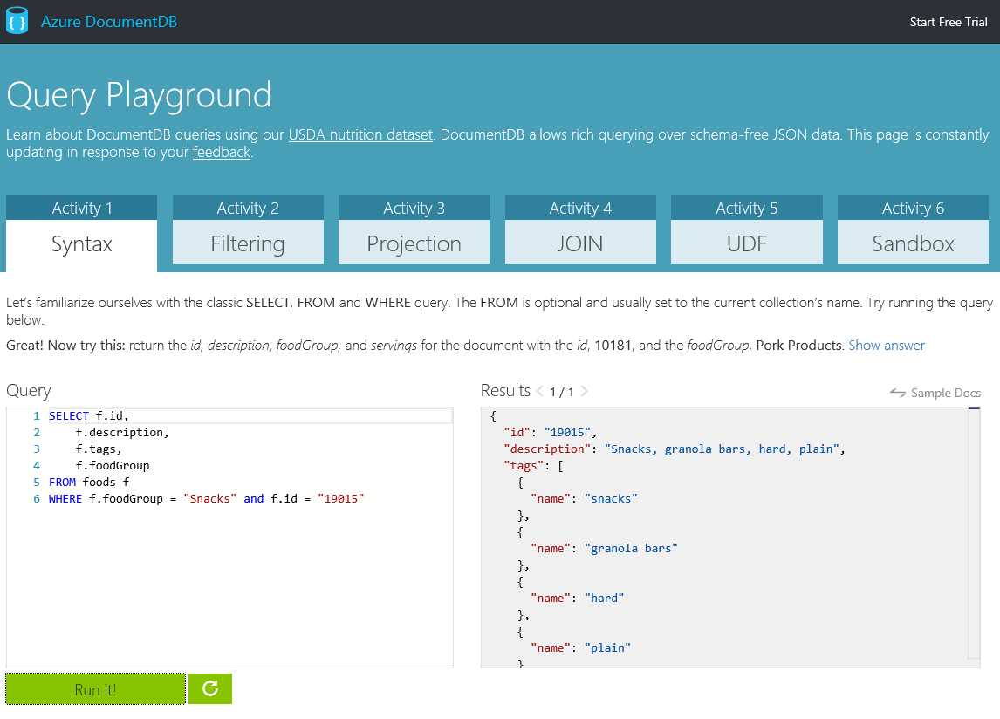 Azure DocumentDB
Start Free Trial
Query Playground
Learn about DocumentDB queries using our USDA nutrition dataset. DocumentDB allows rich querying over schema-free JSON data. This page is constantly
updating in response to your feedback.
Activity 1
Syntax
Activity 2
Filtering
Activity 3
Projection
Activity 4
JOIN
Activity 5
UDF
Activity 6
Sandbox
Let's familiarize ourselves with the classic SELECT, FROM and WHERE query. The FROM is optional and usually set to the current collection's name. Try running the query
below.
Great! Now try this: return the id, description, foodGroup, and servings for the document with the id, 10181, and the foodGroup, Pork Products. Show answer
Query
1 SELECT f.id,
2     f.description,
3     f.tags,
4     f.foodGroup
5 FROM foods f
6 WHERE f.foodGroup = "Snacks" and f.id = "19015"
Run it!
Results < 1 / 1 >
Sample Docs
{
  "id": "19015",
  "description": "Snacks, granola bars, hard, plain",
  "tags": [
    {
      "name": "snacks"
    },
    {
      "name": "granola bars"
    },
    {
      "name": "hard"
    },
    {
      "name": "plain"
    }